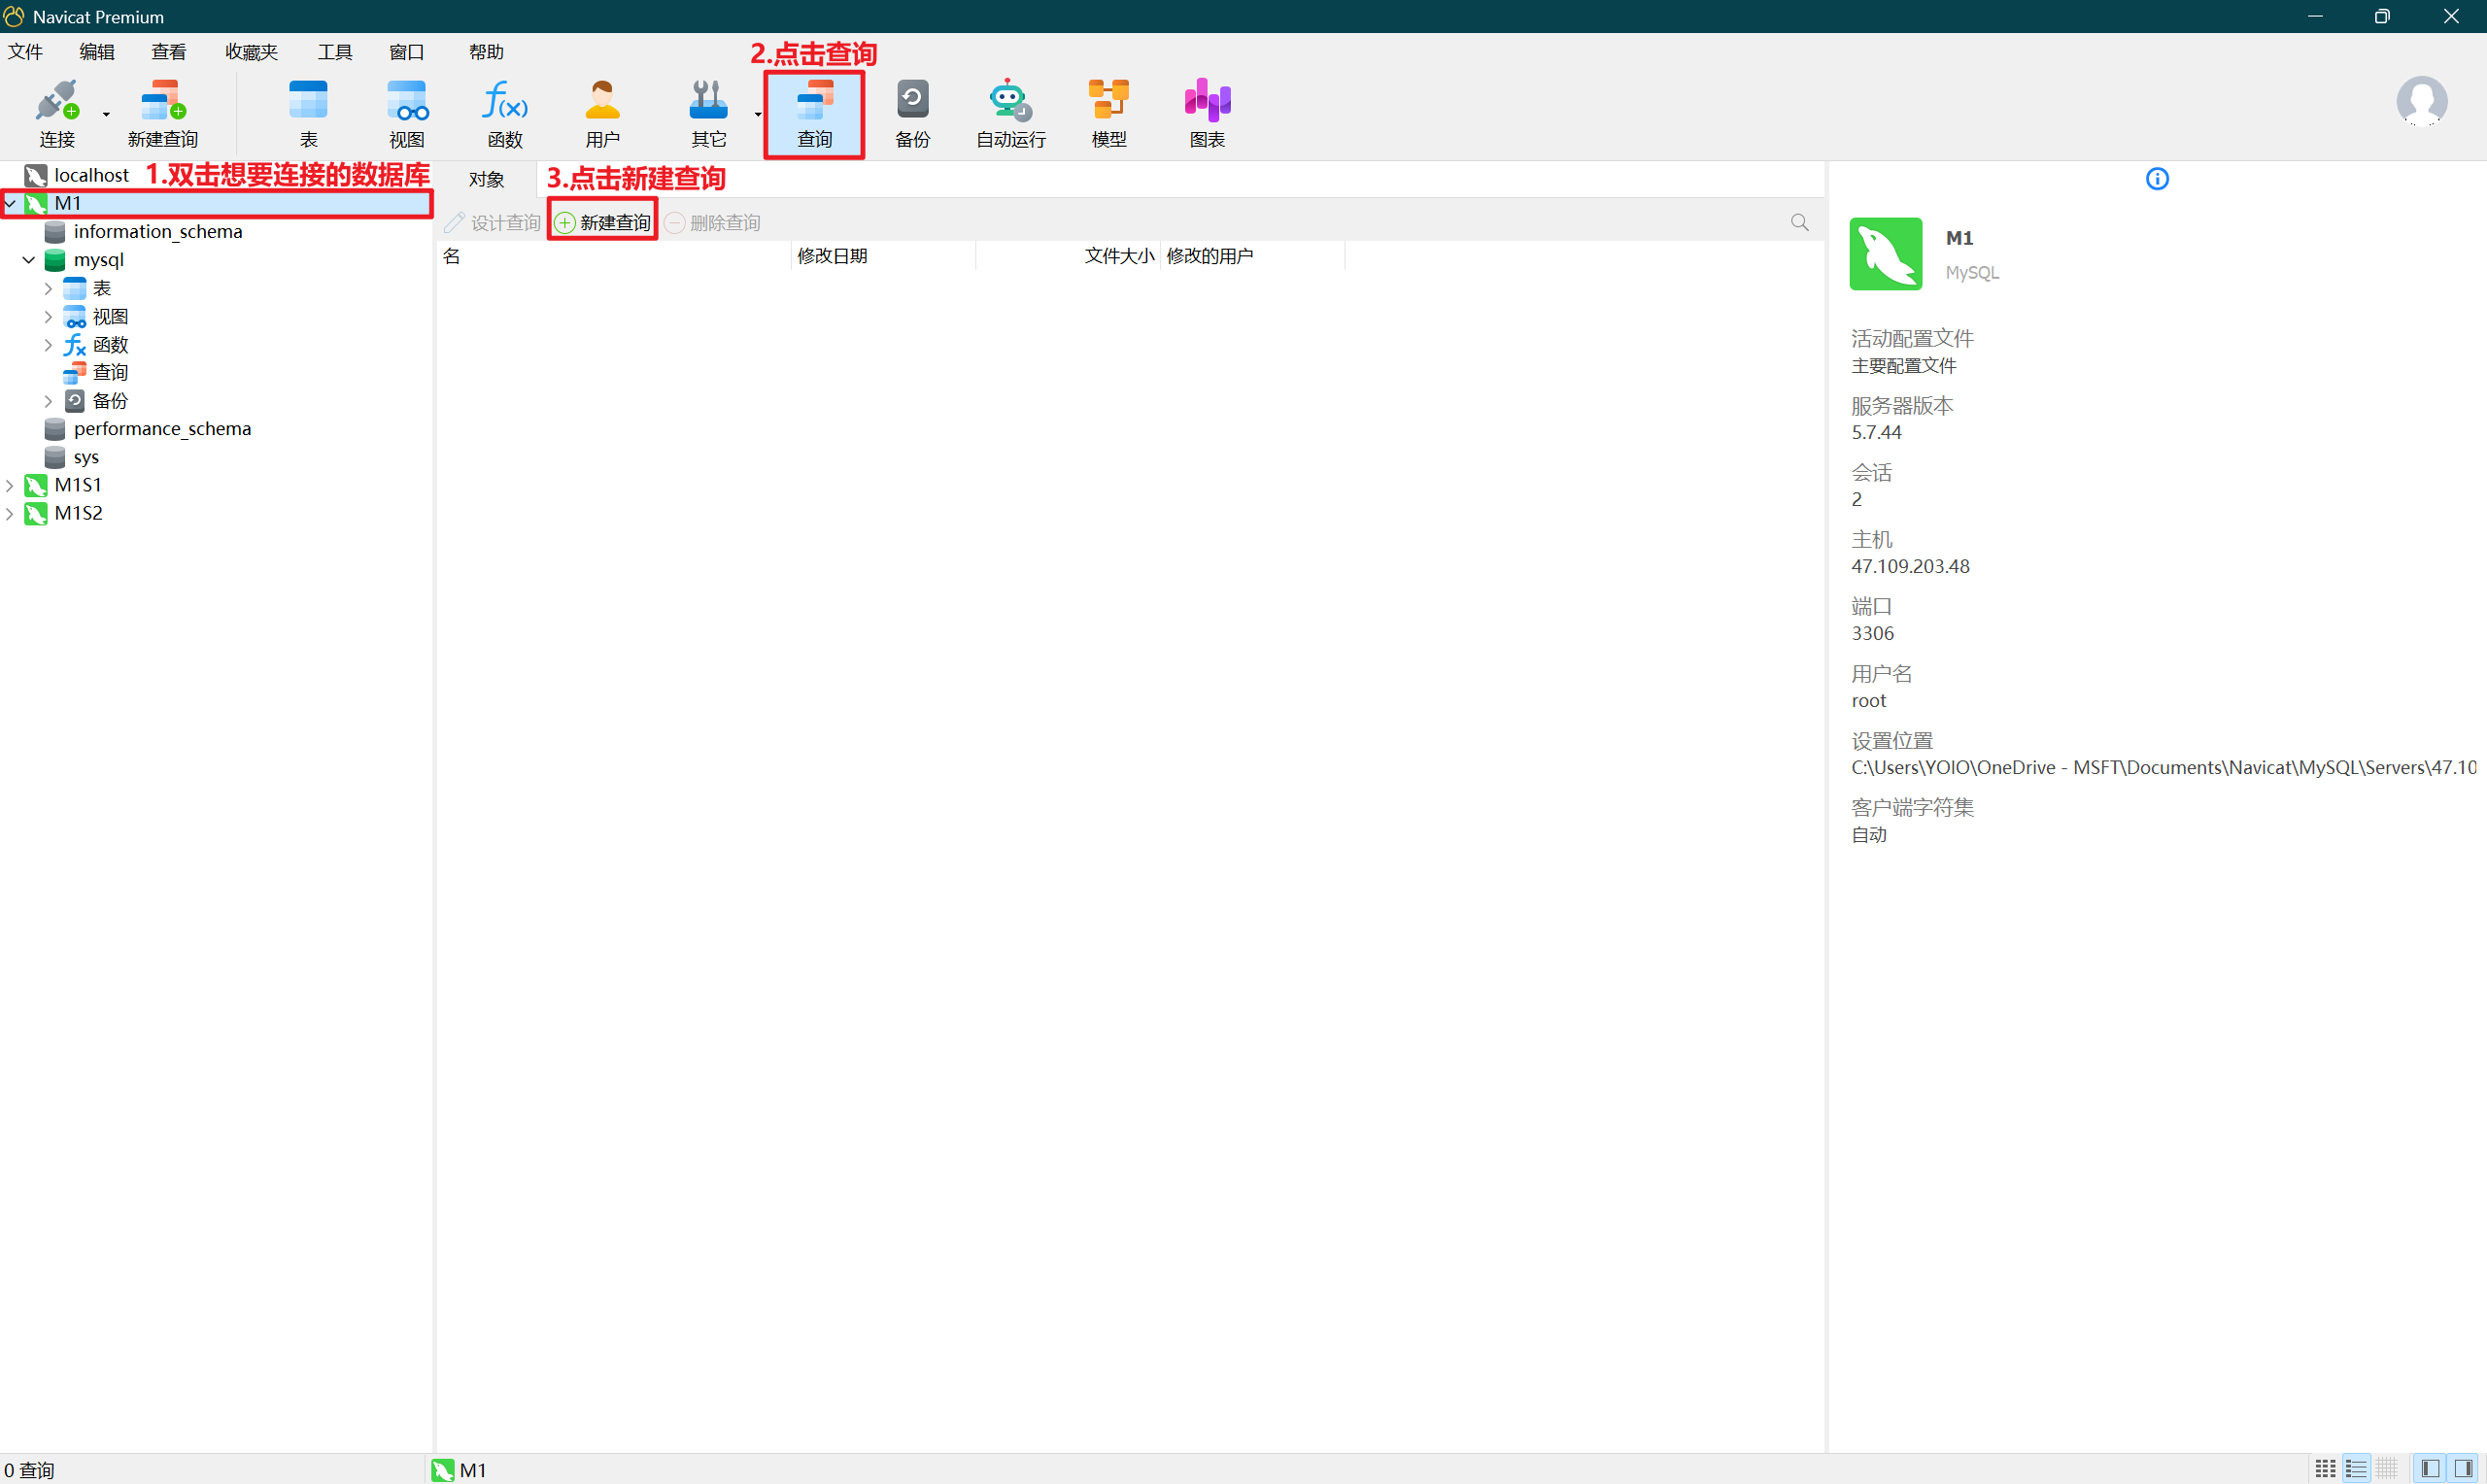 Navicat Premium
文件 编辑 查看 收藏夹 工具 窗口 帮助
2.点击查询
连接 新建查询 表 视图 函数 用户 其它 查询 备份 自动运行 模型 图表
localhost 1.双击想要连接的数据库
M1
information_schema
mysql
表
视图
函数
查询
备份
performance_schema
sys
M1S1
M1S2
对象 3.点击新建查询
设计查询 新建查询 删除查询
名 修改日期 文件大小 修改的用户
M1
MySQL
活动配置文件
主要配置文件
服务器版本
5.7.44
会话
2
主机
47.109.203.48
端口
3306
用户名
root
设置位置
C:\Users\YOIO\OneDrive - MSFT\Documents\Navicat\MySQL\Servers\47.10
客户端字符集
自动
0 查询 M1